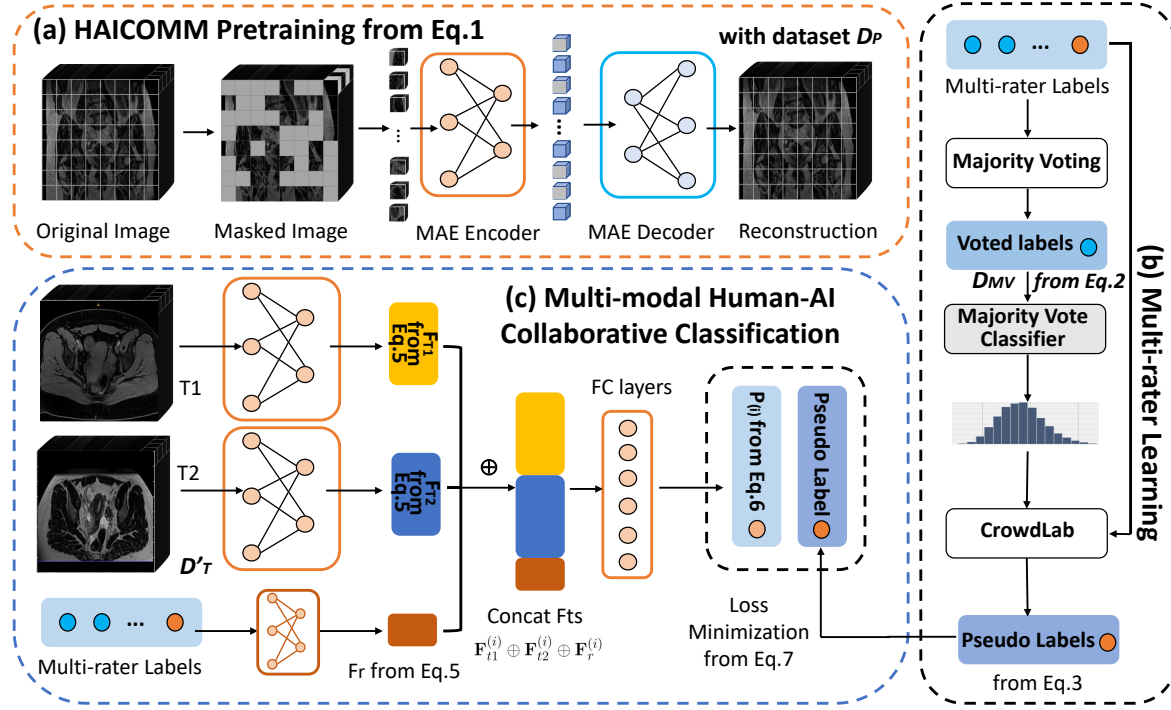 (a) HAICOMM Pretraining from Eq.1
with dataset DP
...
...
Original Image
Masked Image
MAE Encoder
MAE Decoder
Reconstruction
(c) Multi-modal Human-AI
Collaborative Classification
T1
FT1
from
Eq.5
T2
FT2
from
Eq.5
D'T
⊕
FC layers
P(i) from Eq.6
Pseudo Label
...
Multi-rater Labels
Fr from Eq.5
Concat Fts
F_{t1}^{(i)} ⊕ F_{t2}^{(i)} ⊕ F_{r}^{(i)}
Loss
Minimization
from Eq.7
(b) Multi-rater Learning
...
Multi-rater Labels
Majority Voting
Voted labels
DMV from Eq.2
Majority Vote
Classifier
CrowdLab
Pseudo Labels
from Eq.3